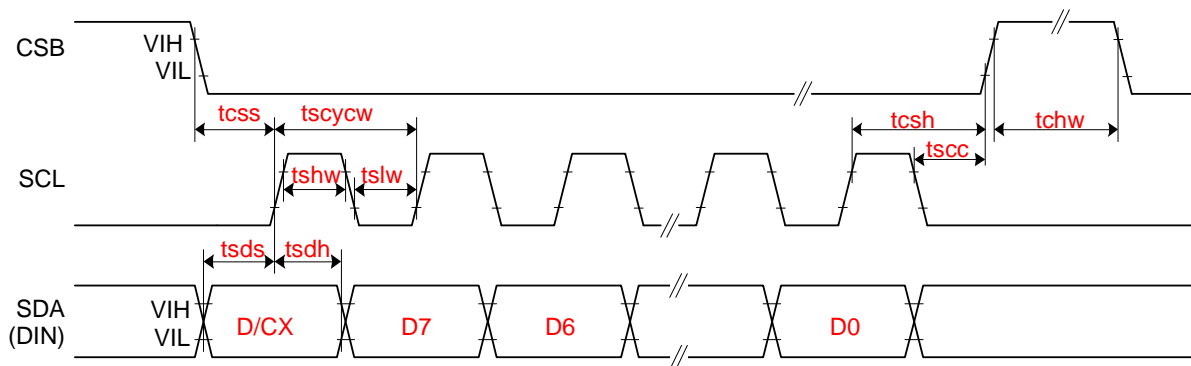 CSB
VIH
VIL
tcss
tscycw
tcsh
tchw
tscc
SCL
tshw
tslw
tsds
tsdh
SDA
(DIN)
VIH
VIL
D/CX
D7
D6
D0